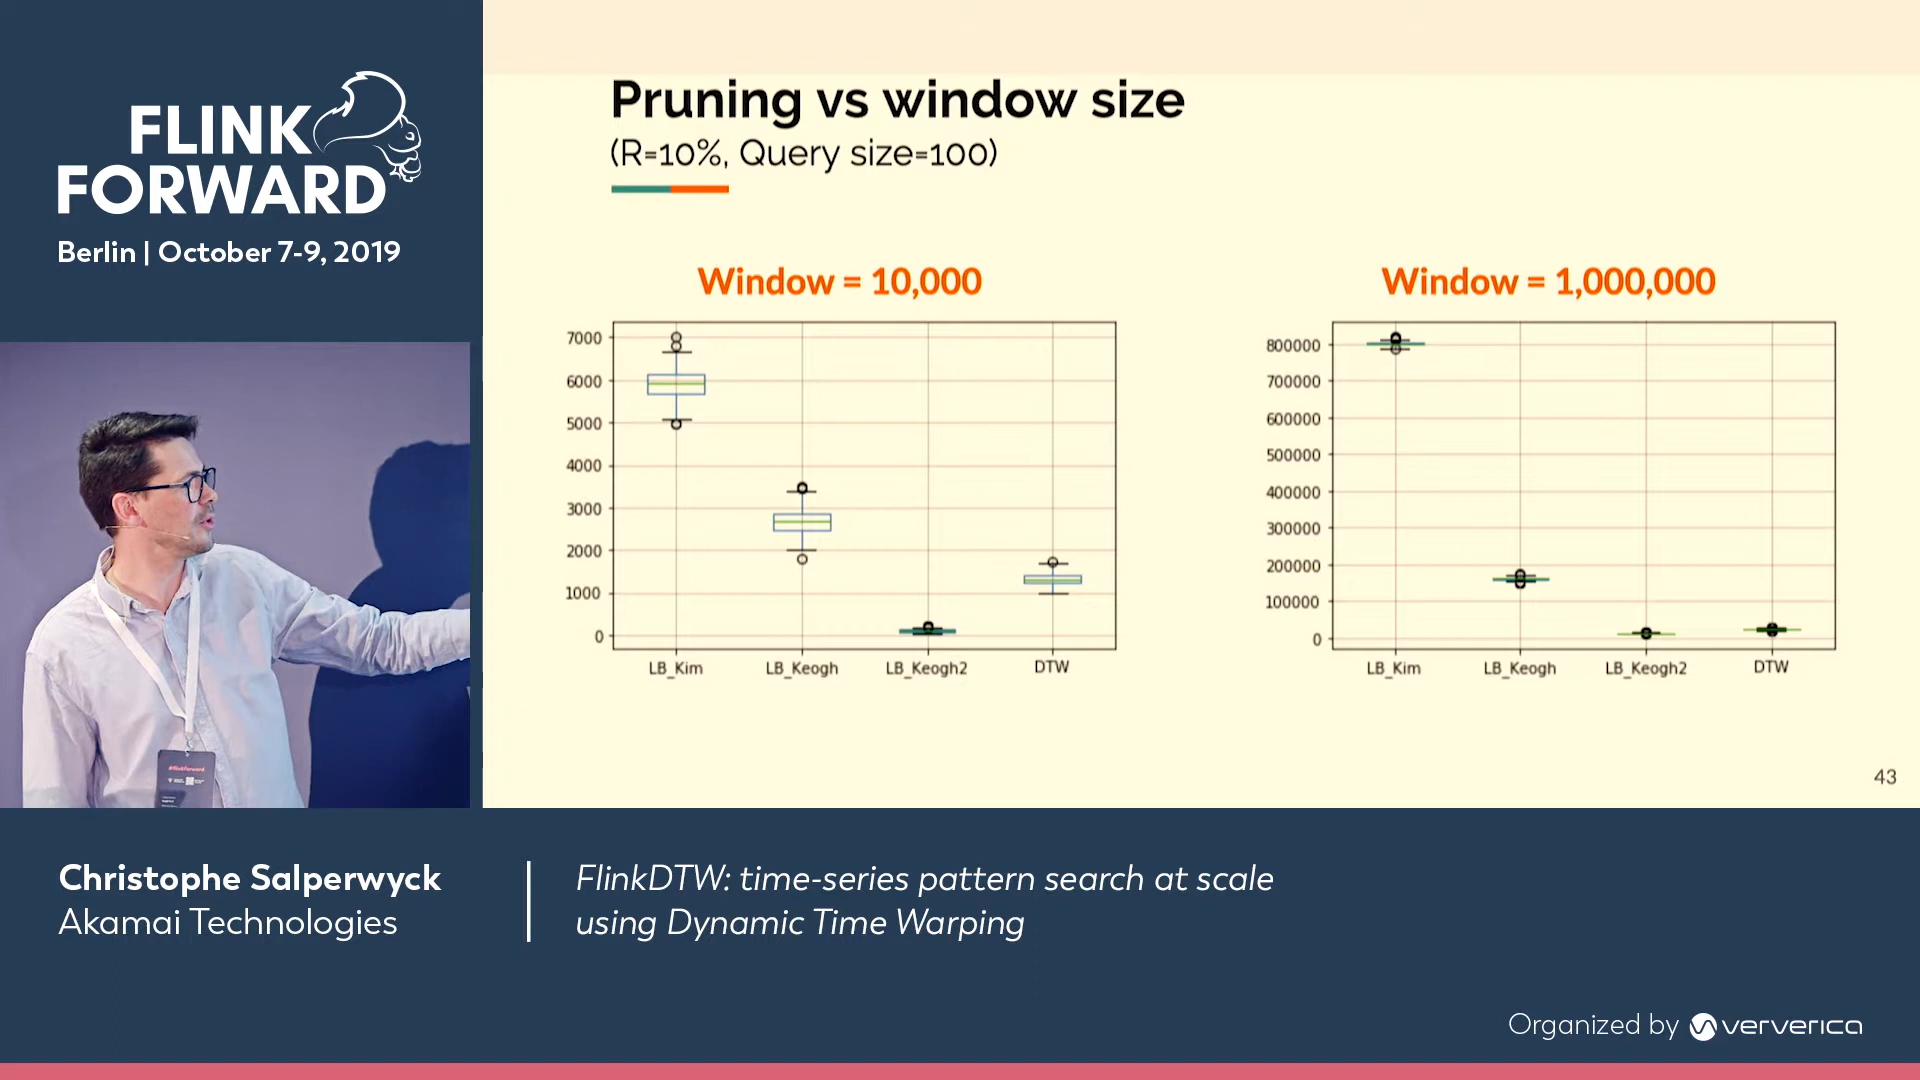 FLINK
FORWARD
Berlin | October 7-9, 2019
Pruning vs window size
(R=10%, Query size=100)
Window = 10,000
7000
6000
5000
4000
3000
2000
1000
0
LB_Kim LB_Keogh LB_Keogh2 DTW
Window = 1,000,000
800000
700000
600000
500000
400000
300000
200000
100000
0
LB_Kim LB_Keogh LB_Keogh2 DTW
43
Christophe Salperwyck
Akamai Technologies
FlinkDTW: time-series pattern search at scale
using Dynamic Time Warping
Organized by ververica